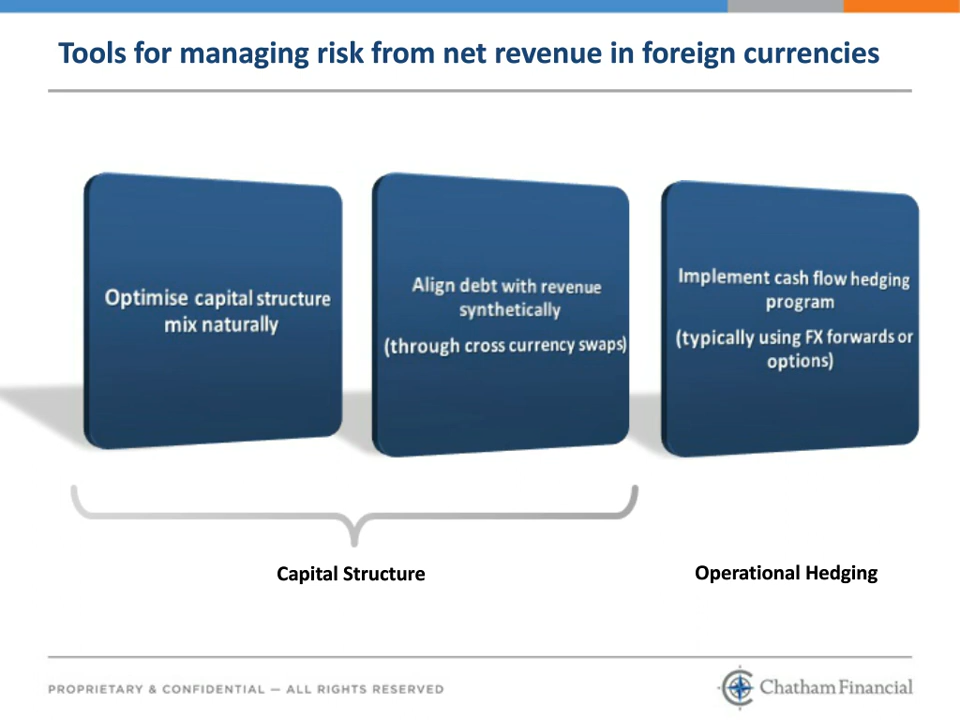 Tools for managing risk from net revenue in foreign currencies
Optimise capital structure
mix naturally
Align debt with revenue
synthetically
(through cross currency swaps)
Implement cash flow hedging
program
(typically using FX forwards or
options)
Capital Structure
Operational Hedging
PROPRIETARY & CONFIDENTIAL — ALL RIGHTS RESERVED
Chatham Financial